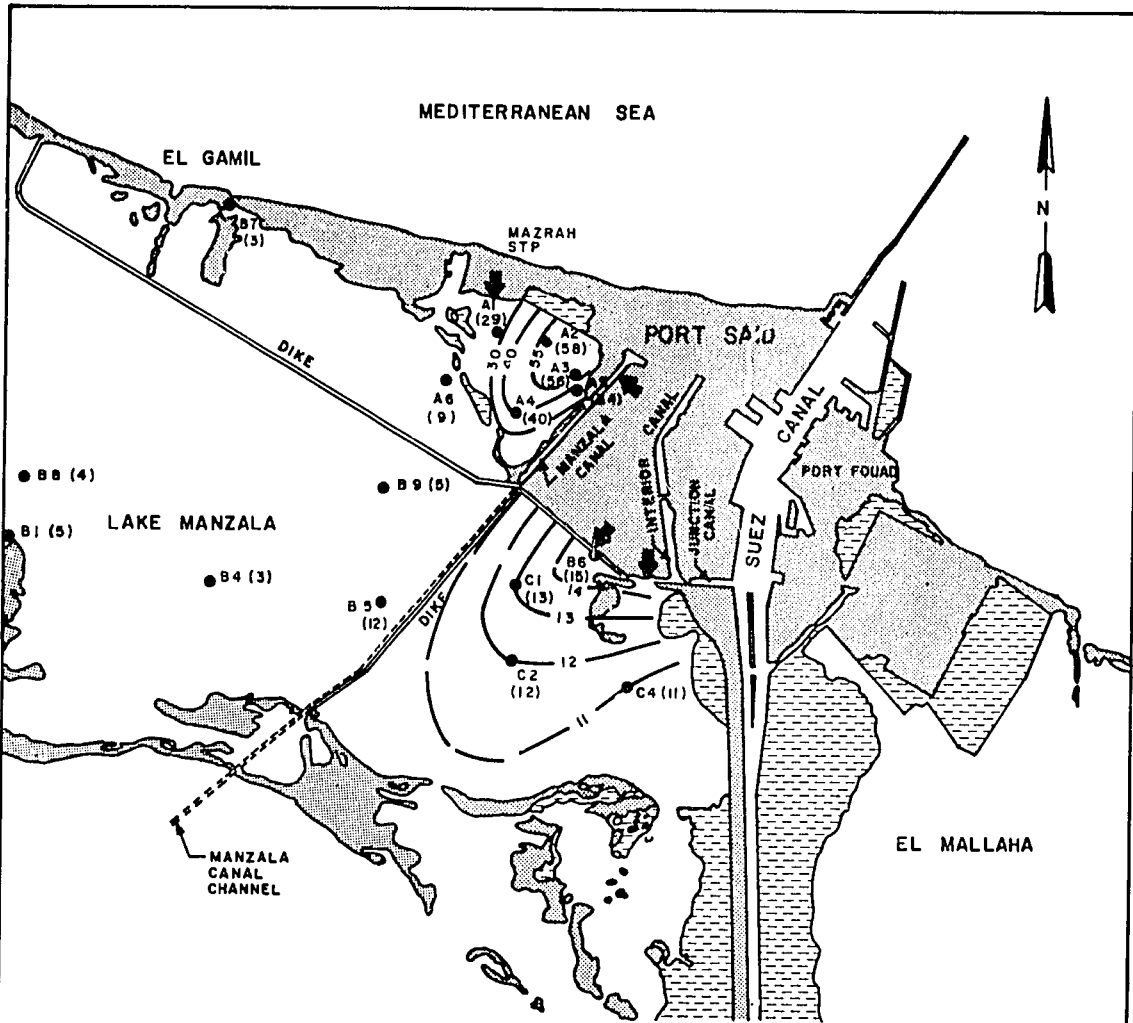 MEDITERRANEAN SEA
EL GAMIL
N
B7
(3)
MAZRAH
STP
A1
(29)
A2
(58)
PORT SAID
30
40
55
A3
(56)
DIKE
A6
(9)
A4
(40)
MANZALA
CANAL
INTERIOR CANAL
JUNCTION
CANAL
SUEZ CANAL
PORT FOUAD
B8 (4)
B9 (5)
B1 (5)
LAKE MANZALA
B4 (3)
B5
(12)
DIKE
C1
(13)
B6
(15)
14
13
12
C2
(12)
C4 (11)
11
EL MALLAHA
MANZALA
CANAL
CHANNEL